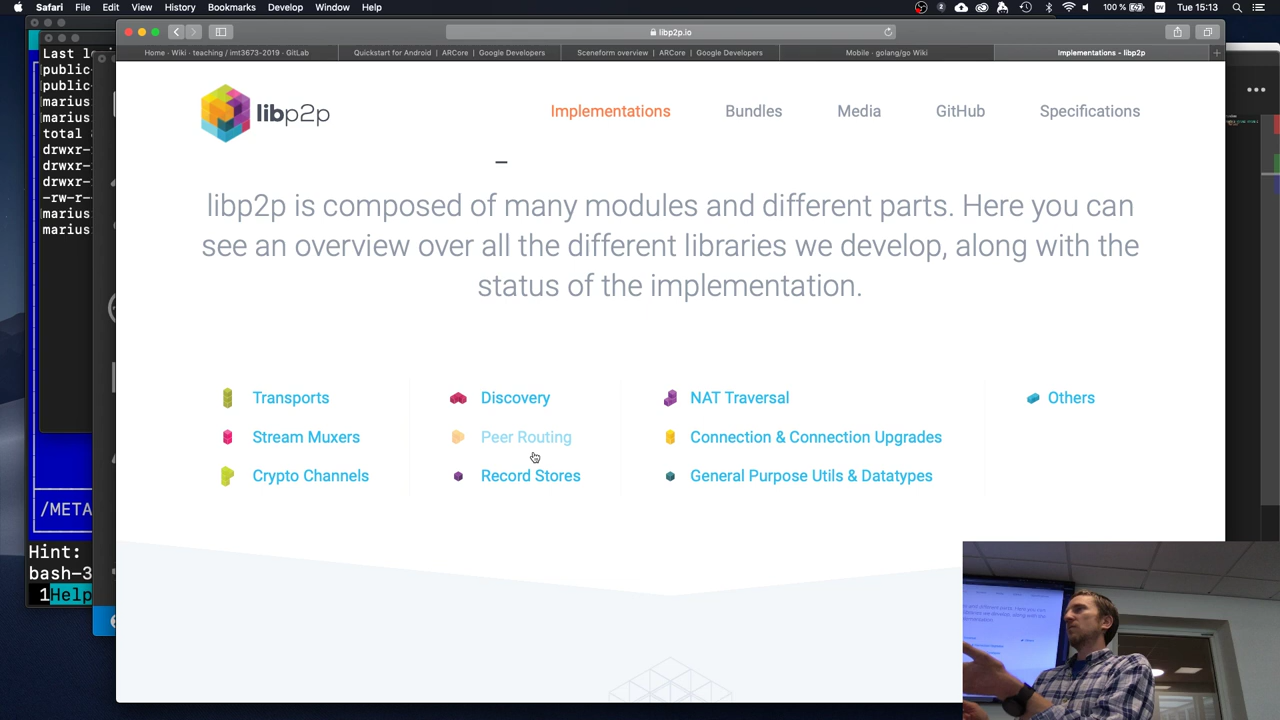 Safari File Edit View History Bookmarks Develop Window Help
100 % DV Tue 15:13
libp2p.io
Home · Wiki · teaching / imt3673-2019 · GitLab
Quickstart for Android | ARCore | Google Developers
Sceneform overview | ARCore | Google Developers
Mobile · golang/go Wiki
Implementations – libp2p
Last l
public
public
marius
marius
total
drwxr-
drwxr-
drwxr-
-rw-r-
marius
marius
/META
Hint:
bash-3
1Help
libp2p
Implementations Bundles Media GitHub Specifications
libp2p is composed of many modules and different parts. Here you can
see an overview over all the different libraries we develop, along with the
status of the implementation.
Transports
Stream Muxers
Crypto Channels
Discovery
Peer Routing
Record Stores
NAT Traversal
Connection & Connection Upgrades
General Purpose Utils & Datatypes
Others